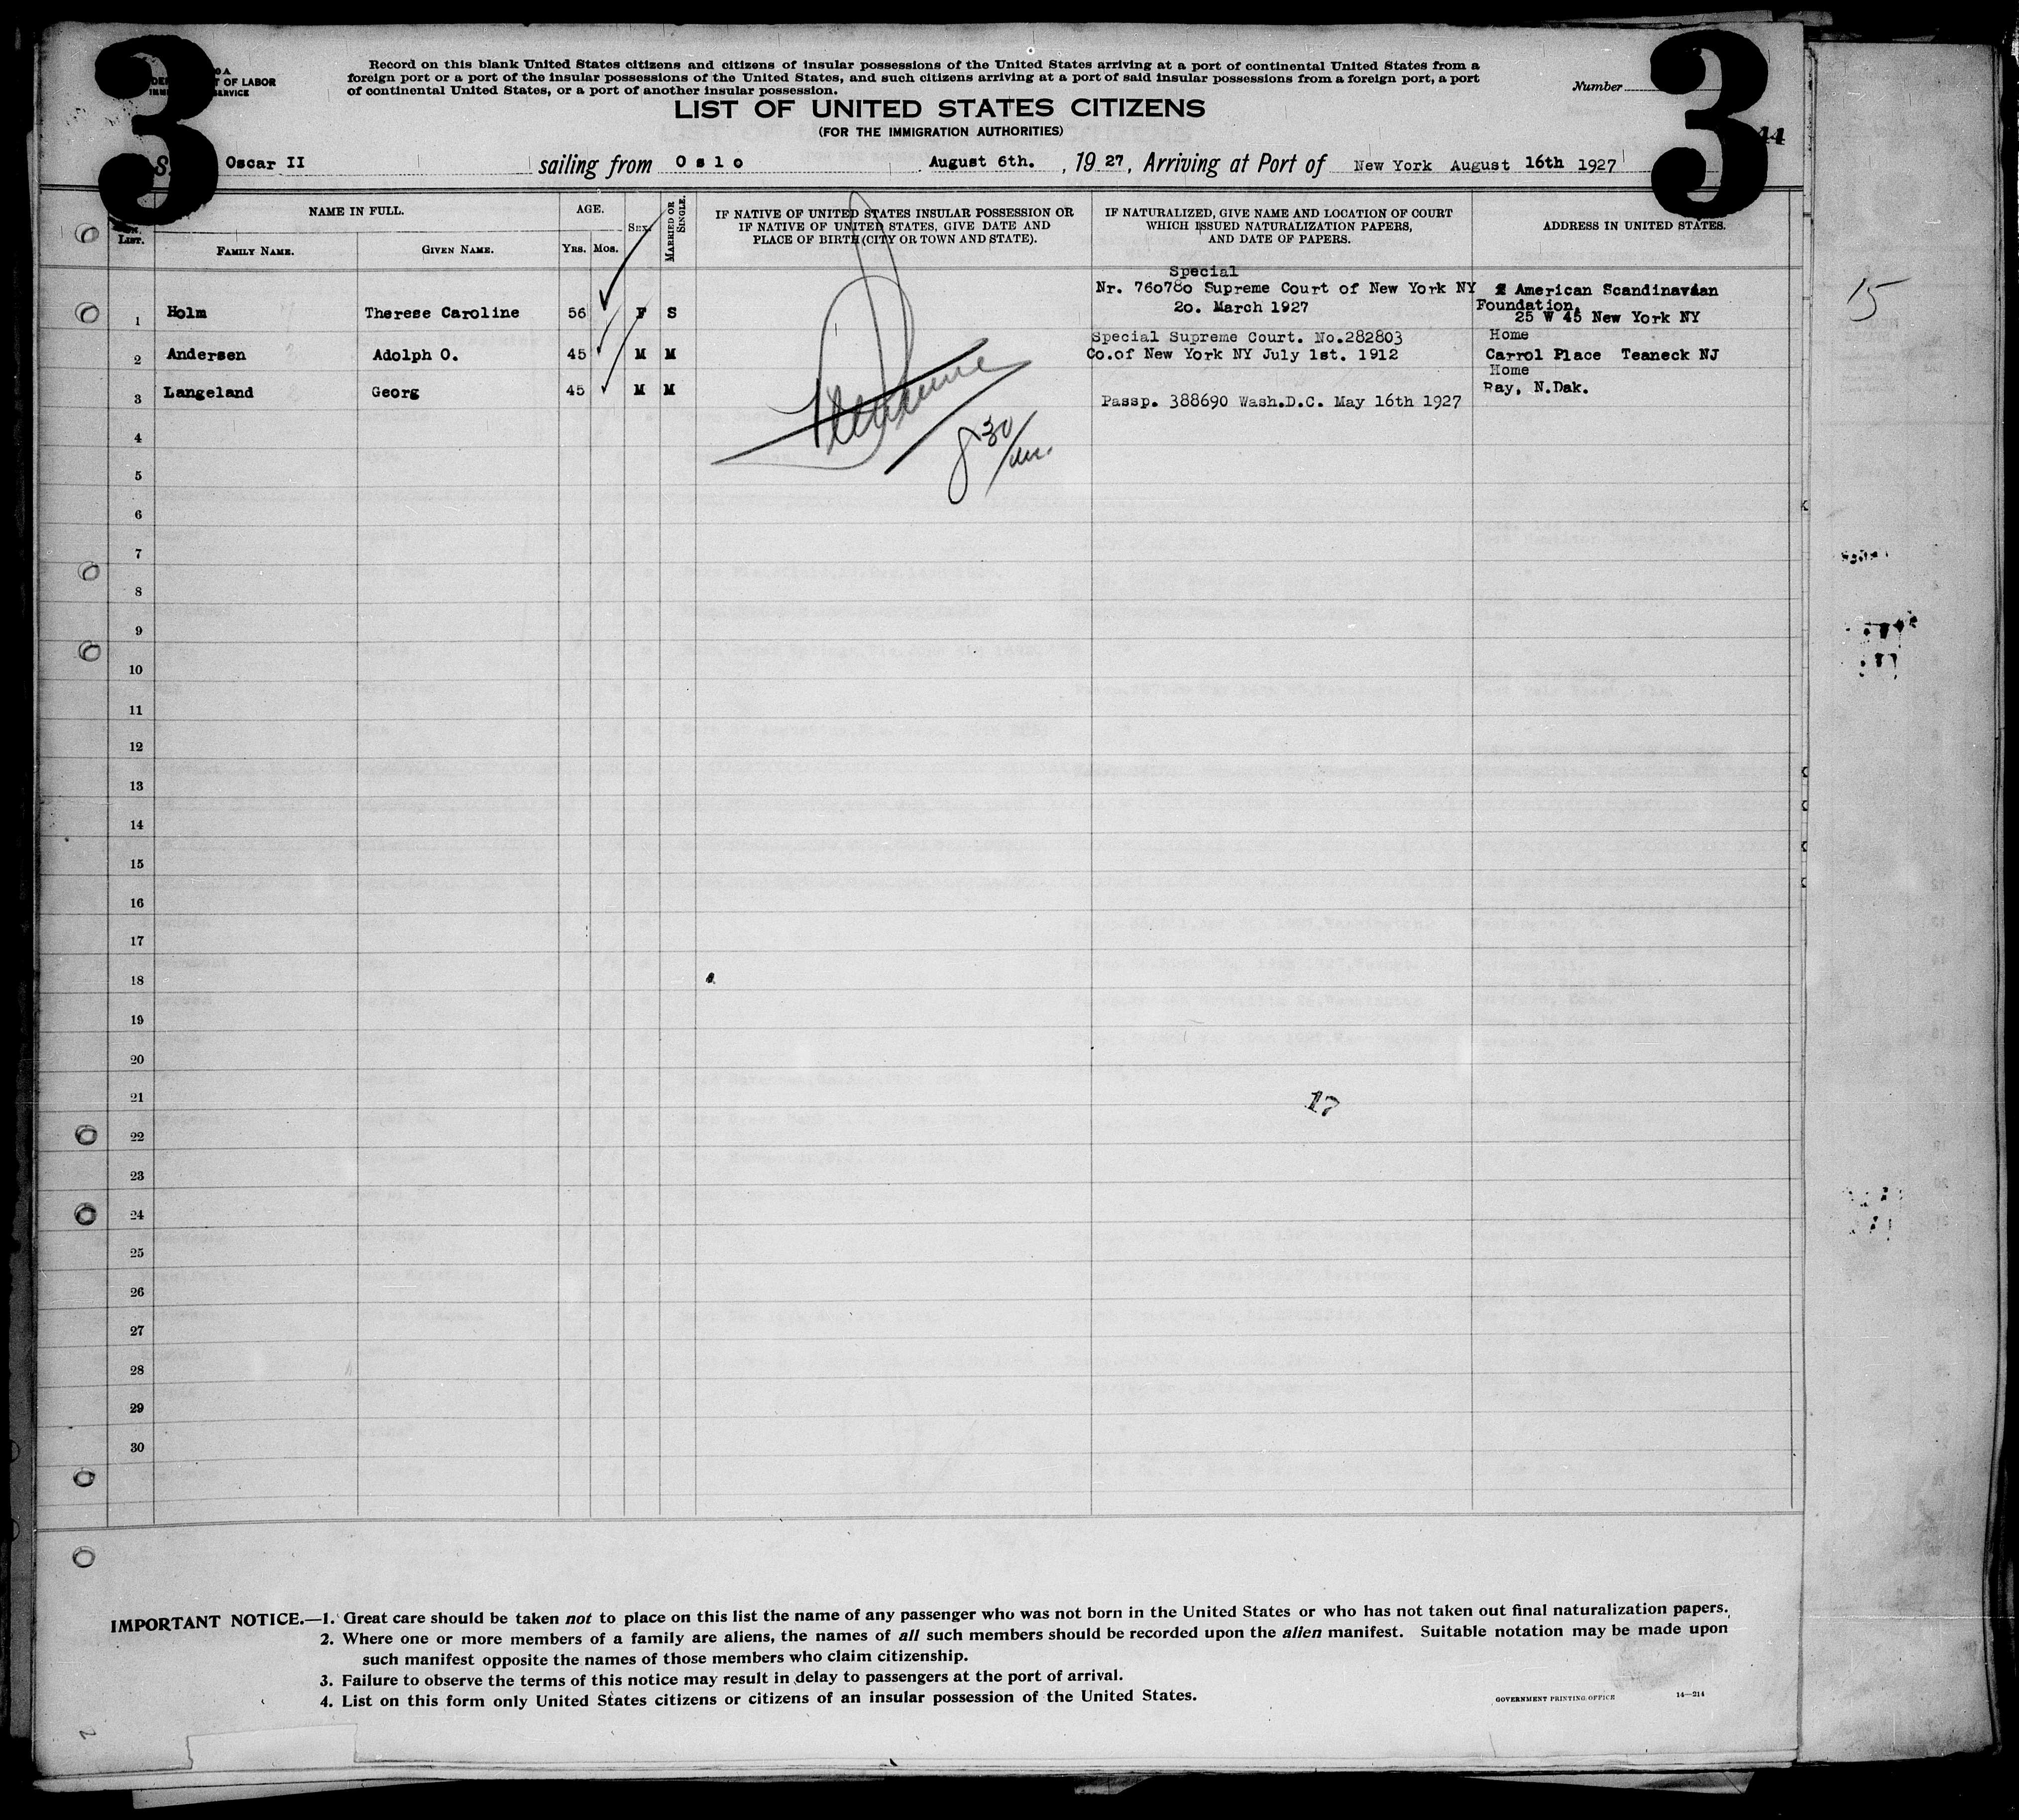 3 3
Record on this blank United States citizens and citizens of insular possessions of the United States arriving at a port of continental United States from a
OF LABOR foreign port or a port of the insular possessions of the United States, and such citizens arriving at a port of said insular possessions from a foreign port, a port
of continental United States, or a port of another insular possession.
Number
LIST OF UNITED STATES CITIZENS
(FOR THE IMMIGRATION AUTHORITIES)
44
S. Oscar II sailing from Oslo August 6th. , 19 27, Arriving at Port of New York August 16th 1927
LIST. NAME IN FULL. AGE. SEX. MARRIED OR SINGLE.
FAMILY NAME. GIVEN NAME. YRS. MOS.
IF NATIVE OF UNITED STATES INSULAR POSSESSION OR
IF NATIVE OF UNITED STATES, GIVE DATE AND
PLACE OF BIRTH (CITY OR TOWN AND STATE).
IF NATURALIZED, GIVE NAME AND LOCATION OF COURT
WHICH ISSUED NATURALIZATION PAPERS,
AND DATE OF PAPERS.
ADDRESS IN UNITED STATES.
15
Special
Nr. 760780 Supreme Court of New York NY American Scandinavian
1 Holm Therese Caroline 56 F S 20. March 1927 Foundation,
25 W 45 New York NY
Special Supreme Court. No.282803 Home
2 Andersen Adolph O. 45 M M Co.of New York NY July 1st. 1912 Carrol Place Teaneck NJ
Home
3 Langeland Georg 45 M M Passp. 388690 Wash.D.C. May 16th 1927 Ray, N.Dak.
8 30
4
5
6
7
8
9
10
11
12
13
14
15
16
17
18
19
20
21
17
22
23
24
25
26
27
28
29
30
IMPORTANT NOTICE.—1. Great care should be taken not to place on this list the name of any passenger who was not born in the United States or who has not taken out final naturalization papers.
2. Where one or more members of a family are aliens, the names of all such members should be recorded upon the alien manifest. Suitable notation may be made upon
such manifest opposite the names of those members who claim citizenship.
3. Failure to observe the terms of this notice may result in delay to passengers at the port of arrival.
4. List on this form only United States citizens or citizens of an insular possession of the United States.
GOVERNMENT PRINTING OFFICE 14—214
2